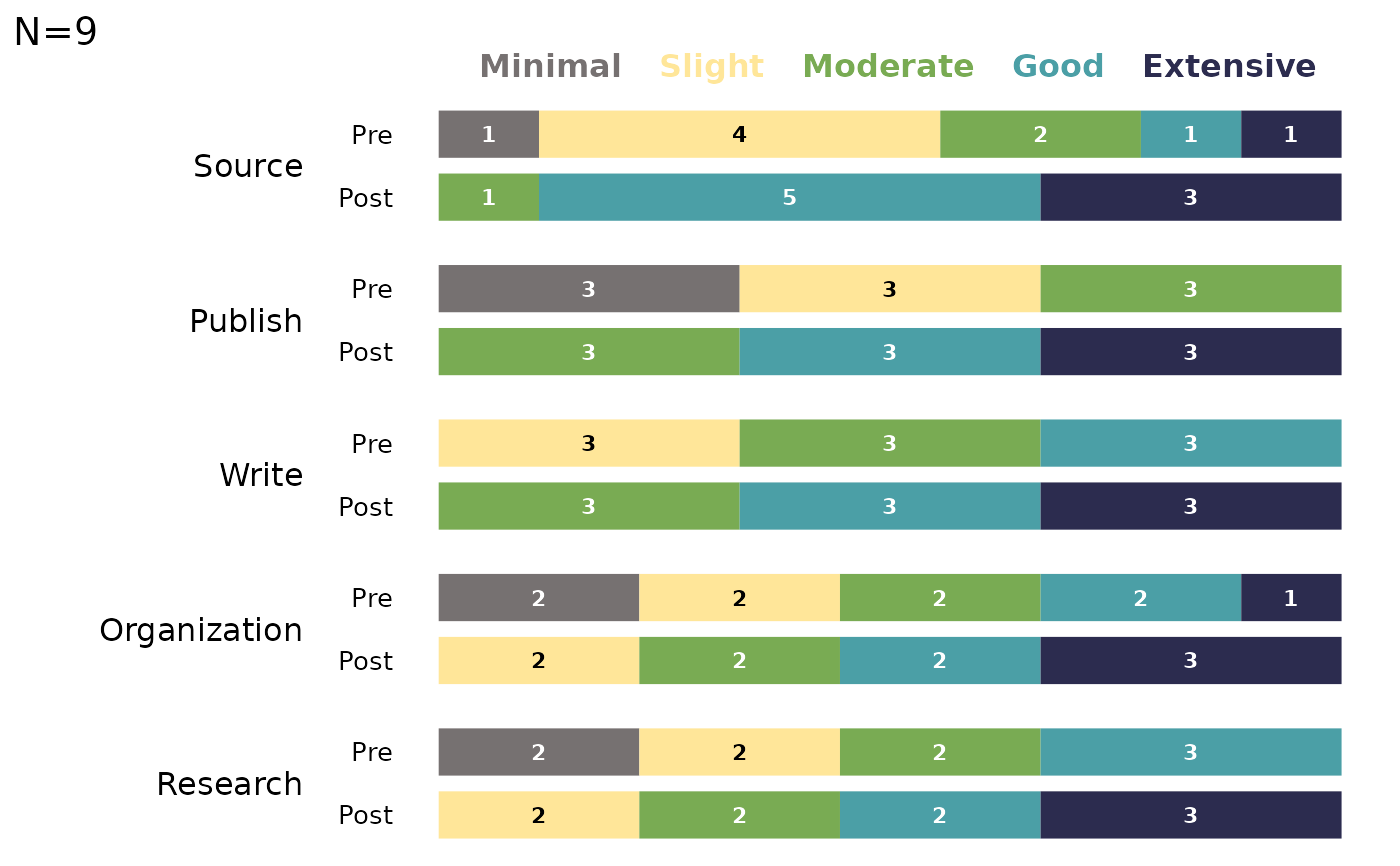 N=9
Minimal Slight Moderate Good Extensive
Pre 1 4 2 1 1
Source
Post 1 5 3
Pre 3 3 3
Publish
Post 3 3 3
Pre 3 3 3
Write
Post 3 3 3
Pre 2 2 2 2 1
Organization
Post 2 2 2 3
Pre 2 2 2 3
Research
Post 2 2 2 3